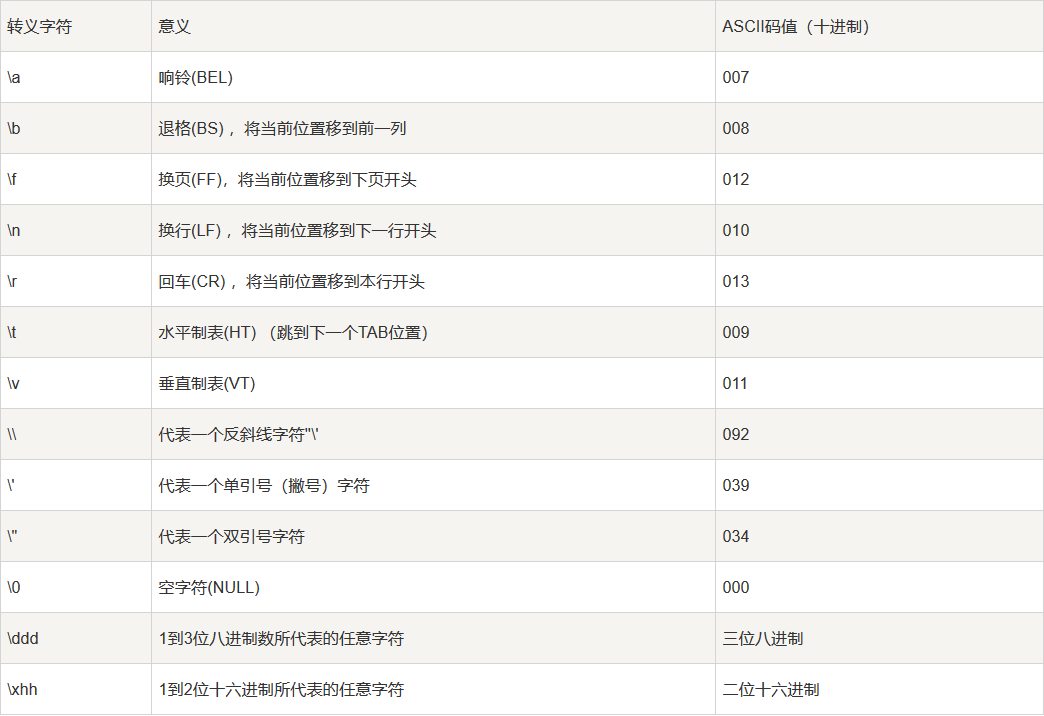 转义字符 意义 ASCII码值（十进制）
\a 响铃(BEL) 007
\b 退格(BS) ，将当前位置移到前一列 008
\f 换页(FF)，将当前位置移到下页开头 012
\n 换行(LF) ，将当前位置移到下一行开头 010
\r 回车(CR) ，将当前位置移到本行开头 013
\t 水平制表(HT) （跳到下一个TAB位置） 009
\v 垂直制表(VT) 011
\\ 代表一个反斜线字符''\' 092
\' 代表一个单引号（撇号）字符 039
\" 代表一个双引号字符 034
\0 空字符(NULL) 000
\ddd 1到3位八进制数所代表的任意字符 三位八进制
\xhh 1到2位十六进制所代表的任意字符 二位十六进制